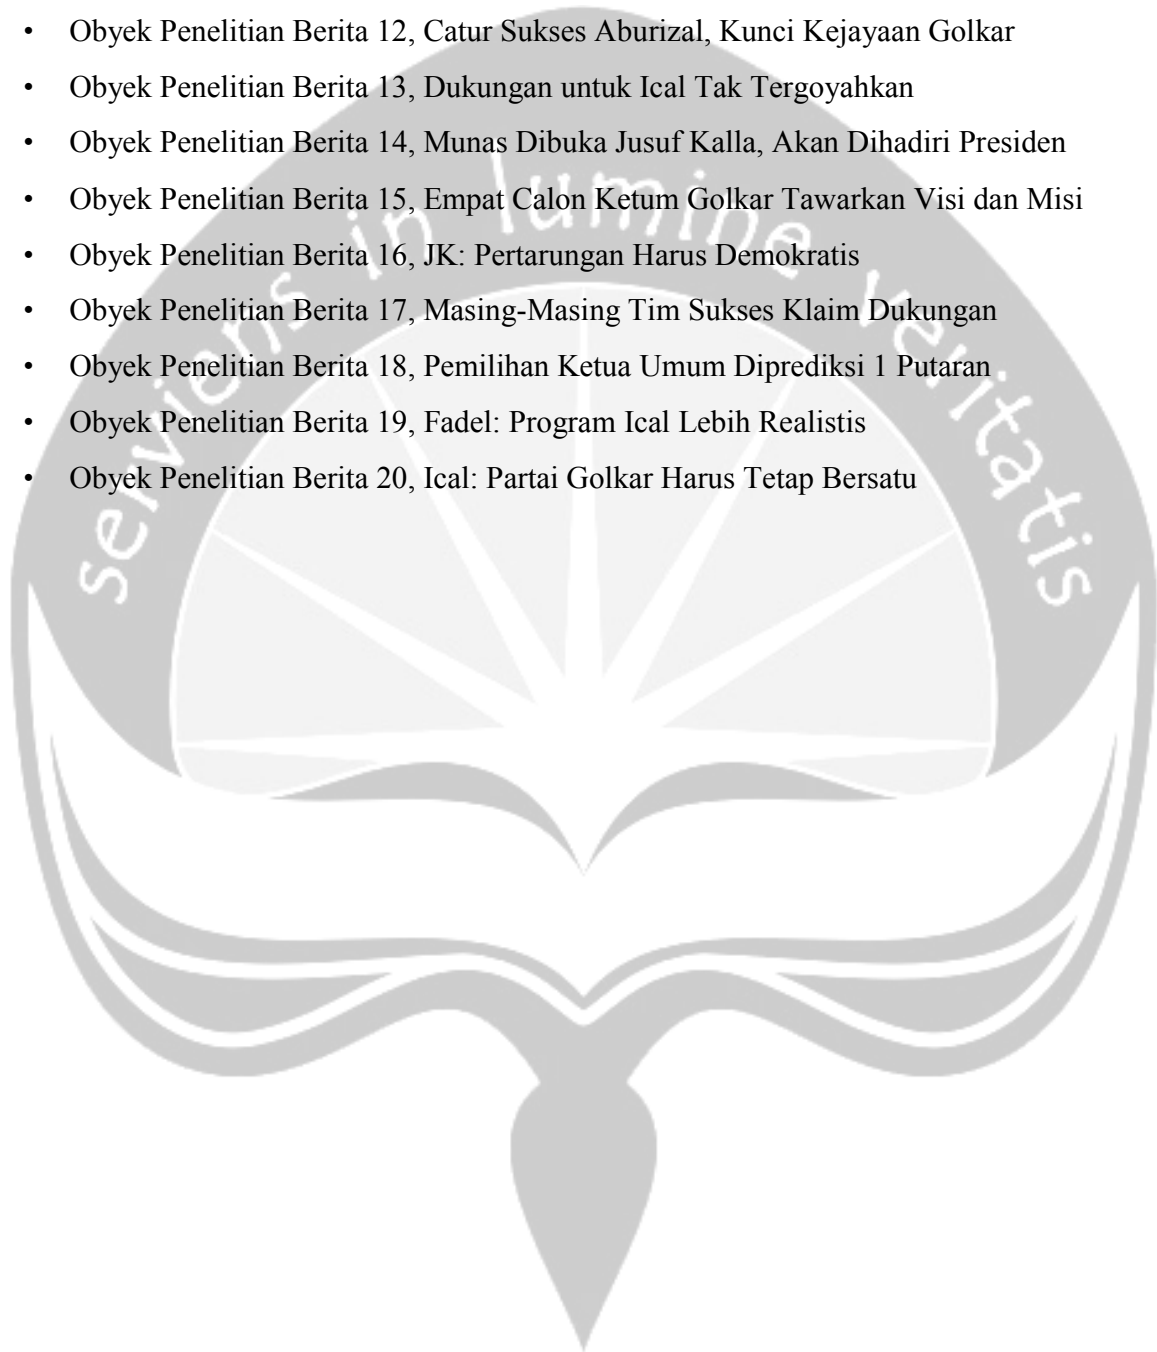 • Obyek Penelitian Berita 12, Catur Sukses Aburizal, Kunci Kejayaan Golkar
• Obyek Penelitian Berita 13, Dukungan untuk Ical Tak Tergoyahkan
• Obyek Penelitian Berita 14, Munas Dibuka Jusuf Kalla, Akan Dihadiri Presiden
• Obyek Penelitian Berita 15, Empat Calon Ketum Golkar Tawarkan Visi dan Misi
• Obyek Penelitian Berita 16, JK: Pertarungan Harus Demokratis
• Obyek Penelitian Berita 17, Masing-Masing Tim Sukses Klaim Dukungan
• Obyek Penelitian Berita 18, Pemilihan Ketua Umum Diprediksi 1 Putaran
• Obyek Penelitian Berita 19, Fadel: Program Ical Lebih Realistis
• Obyek Penelitian Berita 20, Ical: Partai Golkar Harus Tetap Bersatu
serviens in lumine veritatis